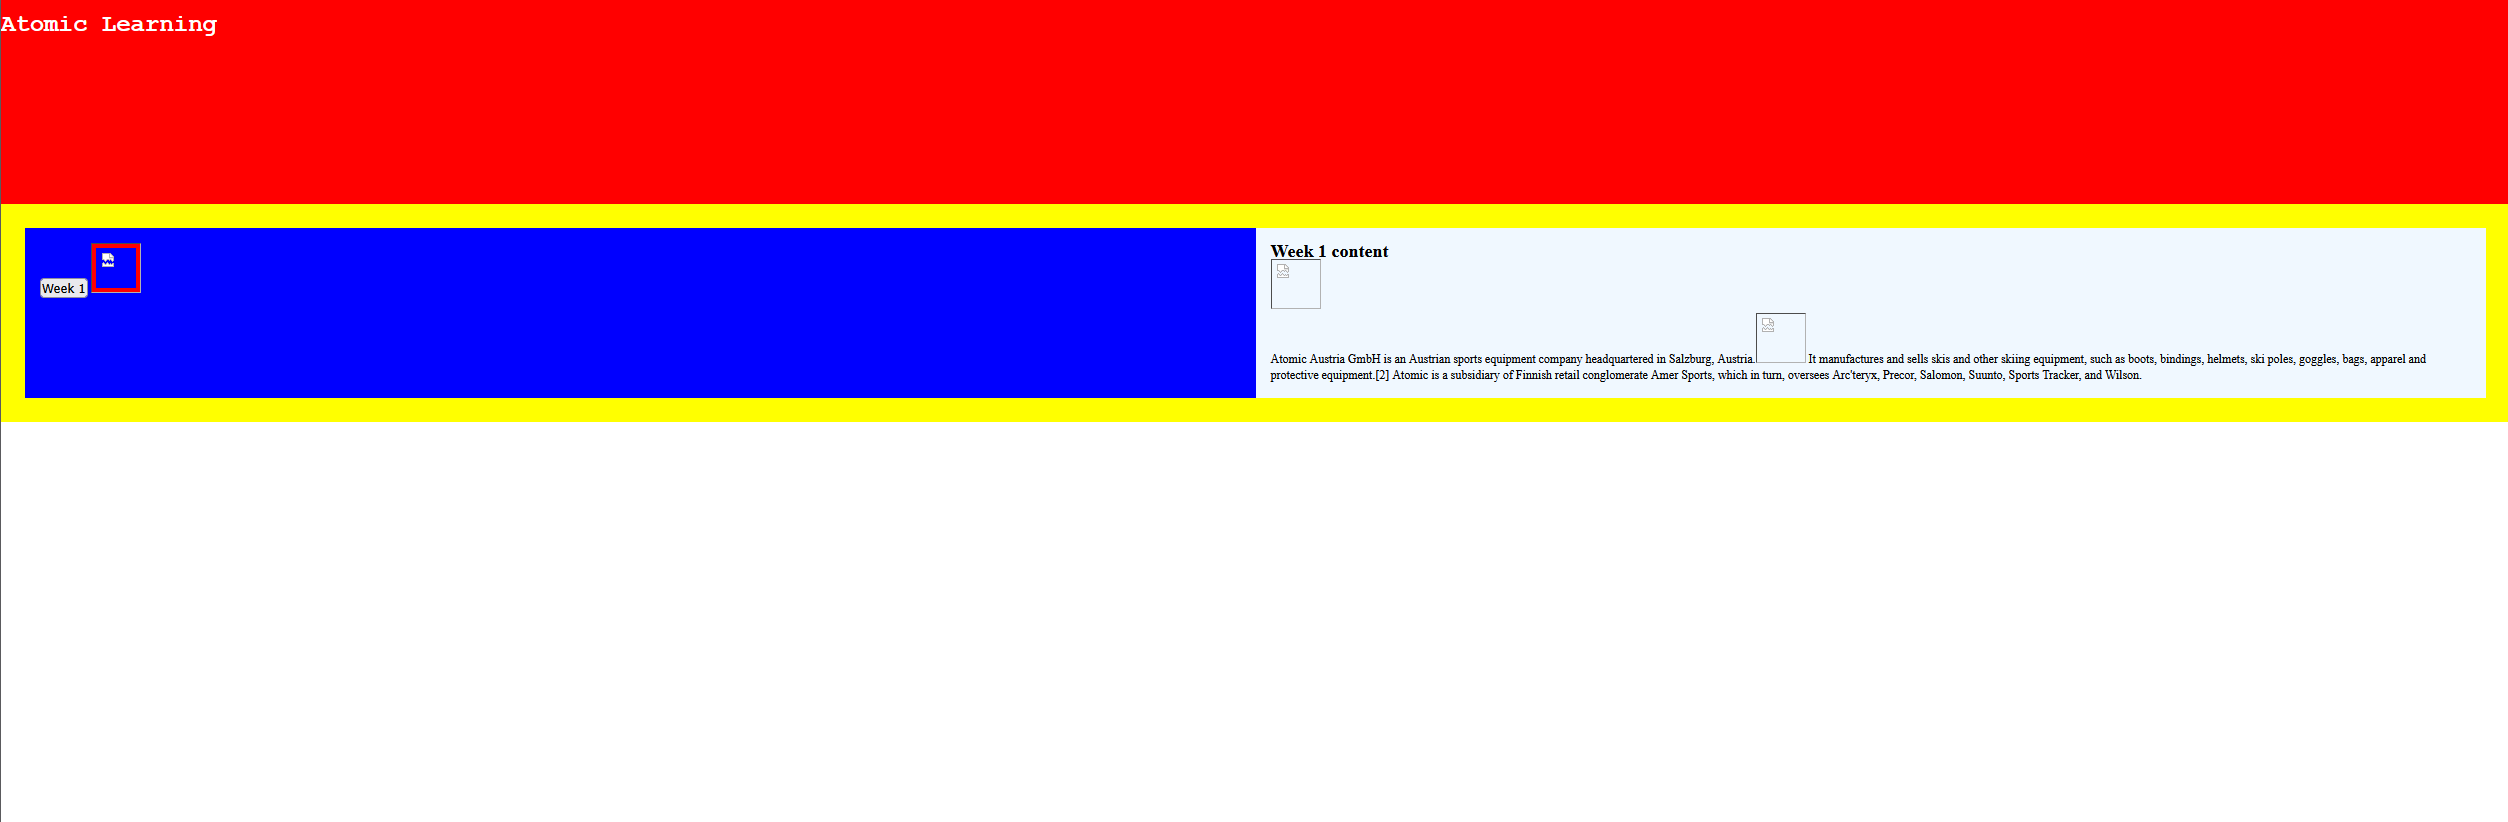 Atomic Learning
Week 1
Week 1 content
Atomic Austria GmbH is an Austrian sports equipment company headquartered in Salzburg, Austria. It manufactures and sells skis and other skiing equipment, such as boots, bindings, helmets, ski poles, goggles, bags, apparel and
protective equipment.[2] Atomic is a subsidiary of Finnish retail conglomerate Amer Sports, which in turn, oversees Arc'teryx, Precor, Salomon, Suunto, Sports Tracker, and Wilson.